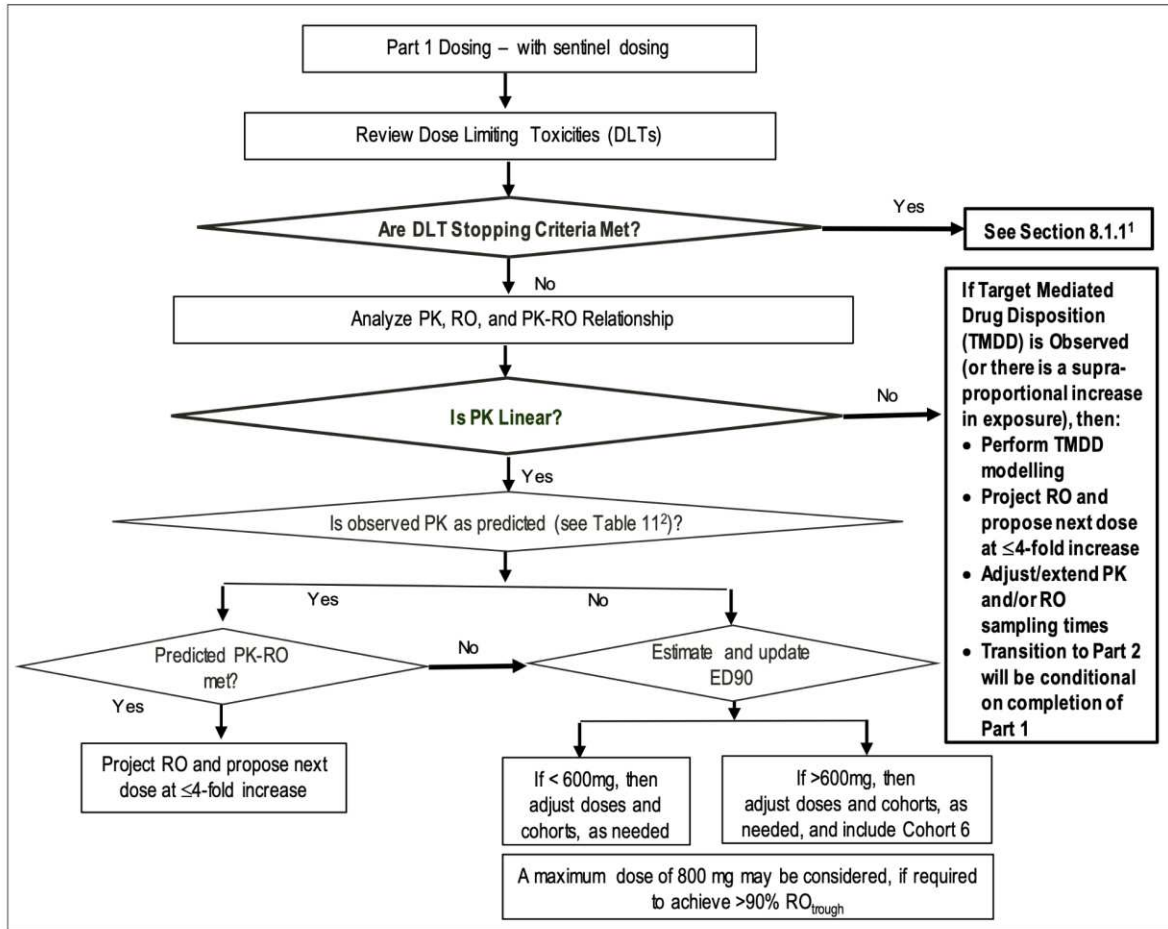 Part 1 Dosing – with sentinel dosing
Review Dose Limiting Toxicities (DLTs)
Are DLT Stopping Criteria Met?
Yes
See Section 8.1.1¹
No
Analyze PK, RO, and PK-RO Relationship
Is PK Linear?
No
If Target Mediated
Drug Disposition
(TMDD) is Observed
(or there is a supra-
proportional increase
in exposure), then:
• Perform TMDD
modelling
• Project RO and
propose next dose
at ≤4-fold increase
• Adjust/extend PK
and/or RO
sampling times
• Transition to Part 2
will be conditional
on completion of
Part 1
Yes
Is observed PK as predicted (see Table 11²)?
Yes
No
Predicted PK-RO
met?
No
Estimate and update
ED90
Yes
Project RO and propose next
dose at ≤4-fold increase
If < 600mg, then
adjust doses and
cohorts, as needed
If >600mg, then
adjust doses and cohorts, as
needed, and include Cohort 6
A maximum dose of 800 mg may be considered, if required
to achieve >90% ROtrough